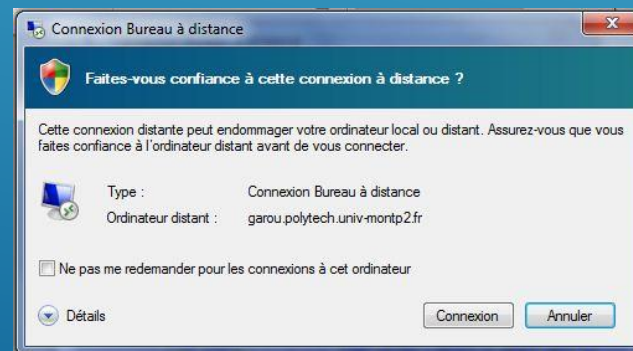 Connexion Bureau à distance
Faites-vous confiance à cette connexion à distance ?
Cette connexion distante peut endommager votre ordinateur local ou distant. Assurez-vous que vous
faites confiance à l'ordinateur distant avant de vous connecter.
Type : Connexion Bureau à distance
Ordinateur distant : garou.polytech.univ-montp2.fr
Ne pas me redemander pour les connexions à cet ordinateur
Détails Connexion Annuler